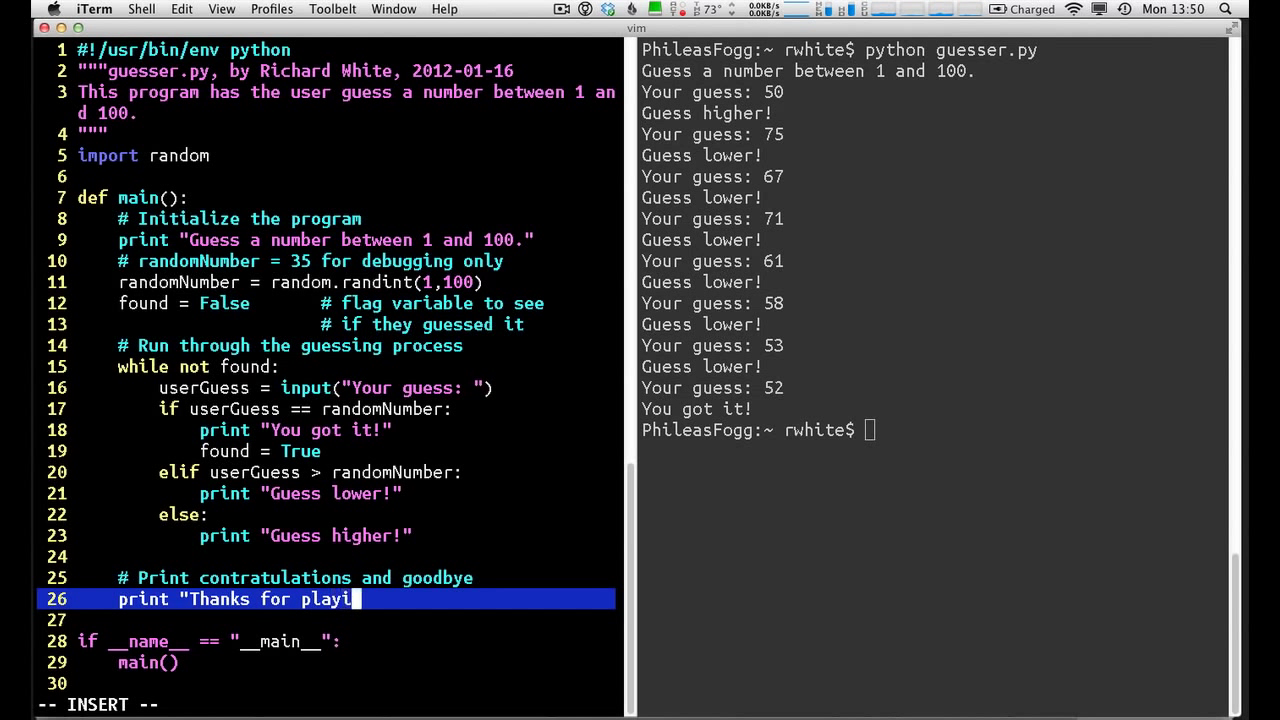 iTerm Shell Edit View Profiles Toolbelt Window Help 73° 0.0KB/s 0.0KB/s Charged Mon 13:50
vim
1 #!/usr/bin/env python
2 """guesser.py, by Richard White, 2012-01-16
3 This program has the user guess a number between 1 an
d 100.
4 """
5 import random
6
7 def main():
8 # Initialize the program
9 print "Guess a number between 1 and 100."
10 # randomNumber = 35 for debugging only
11 randomNumber = random.randint(1,100)
12 found = False # flag variable to see
13 # if they guessed it
14 # Run through the guessing process
15 while not found:
16 userGuess = input("Your guess: ")
17 if userGuess == randomNumber:
18 print "You got it!"
19 found = True
20 elif userGuess > randomNumber:
21 print "Guess lower!"
22 else:
23 print "Guess higher!"
24
25 # Print contratulations and goodbye
26 print "Thanks for playi
27
28 if __name__ == "__main__":
29 main()
30
-- INSERT --
PhileasFogg:~ rwhite$ python guesser.py
Guess a number between 1 and 100.
Your guess: 50
Guess higher!
Your guess: 75
Guess lower!
Your guess: 67
Guess lower!
Your guess: 71
Guess lower!
Your guess: 61
Guess lower!
Your guess: 58
Guess lower!
Your guess: 53
Guess lower!
Your guess: 52
You got it!
PhileasFogg:~ rwhite$